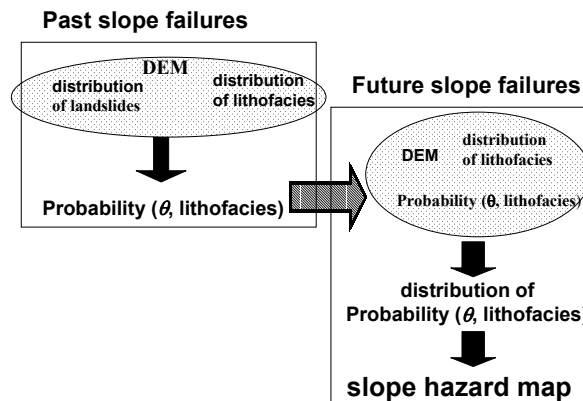 Past slope failures
DEM
distribution
of landslides
distribution
of lithofacies
Probability (θ, lithofacies)
Future slope failures
DEM
distribution
of lithofacies
Probability (θ, lithofacies)
distribution of
Probability (θ, lithofacies)
slope hazard map